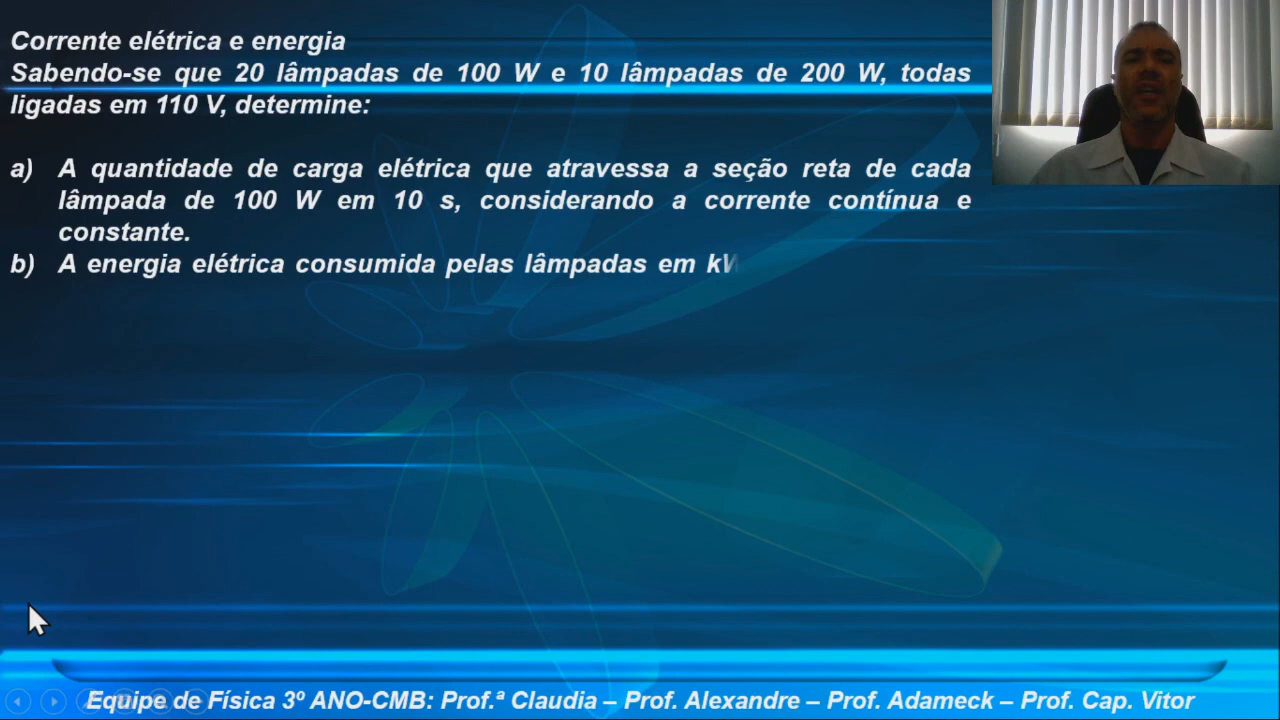 Corrente elétrica e energia
Sabendo-se que 20 lâmpadas de 100 W e 10 lâmpadas de 200 W, todas
ligadas em 110 V, determine:
a) A quantidade de carga elétrica que atravessa a seção reta de cada
lâmpada de 100 W em 10 s, considerando a corrente contínua e
constante.
b) A energia elétrica consumida pelas lâmpadas em
Equipe de Física 3º ANO-CMB: Prof.ª Claudia – Prof. Alexandre – Prof. Adameck – Prof. Cap. Vitor